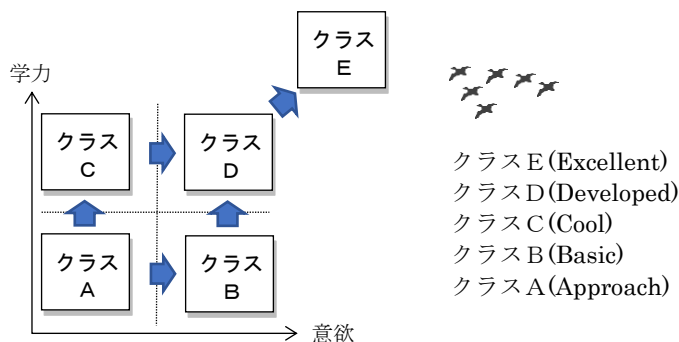 学力
クラス
E
クラス
C
クラス
D
クラス
A
クラス
B
意欲
クラスE(Excellent)
クラスD(Developed)
クラスC(Cool)
クラスB(Basic)
クラスA(Approach)